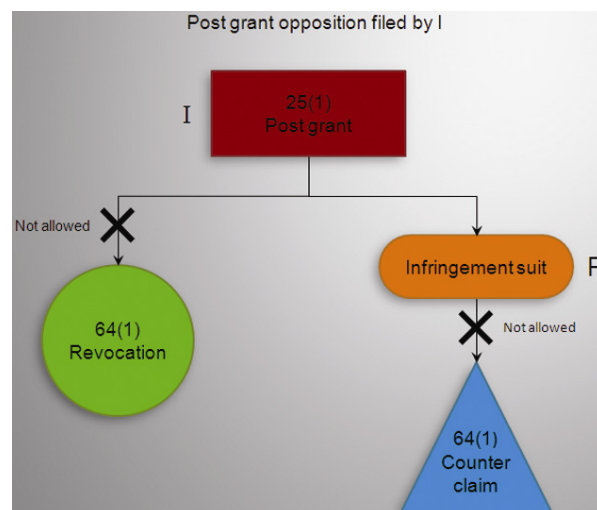 Post grant opposition filed by I
I
25(1)
Post grant
Not allowed
Infringement suit
P
64(1)
Revocation
Not allowed
64(1)
Counter
claim